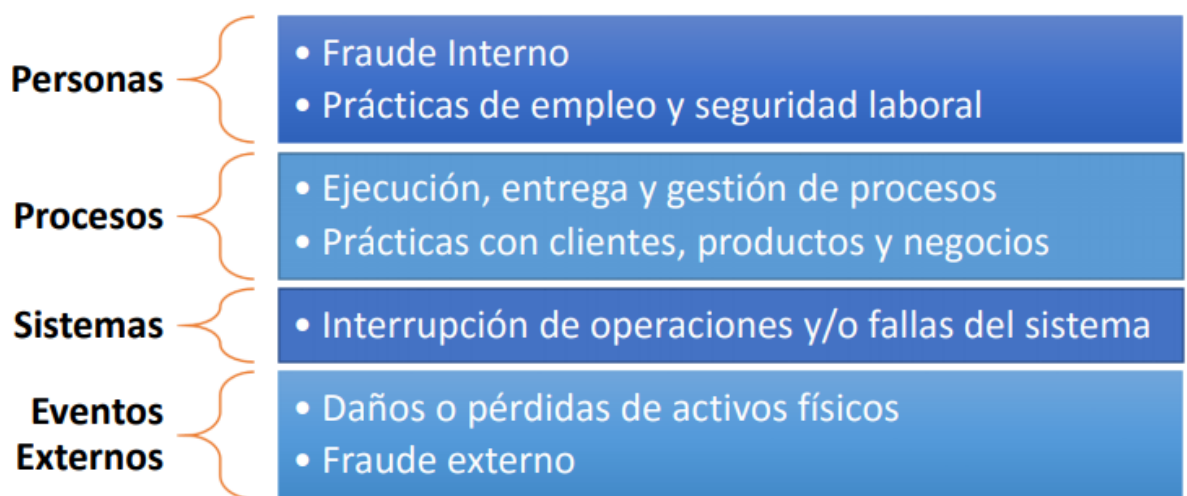 Personas
• Fraude Interno
• Prácticas de empleo y seguridad laboral
Procesos
• Ejecución, entrega y gestión de procesos
• Prácticas con clientes, productos y negocios
Sistemas
• Interrupción de operaciones y/o fallas del sistema
Eventos
Externos
• Daños o pérdidas de activos físicos
• Fraude externo